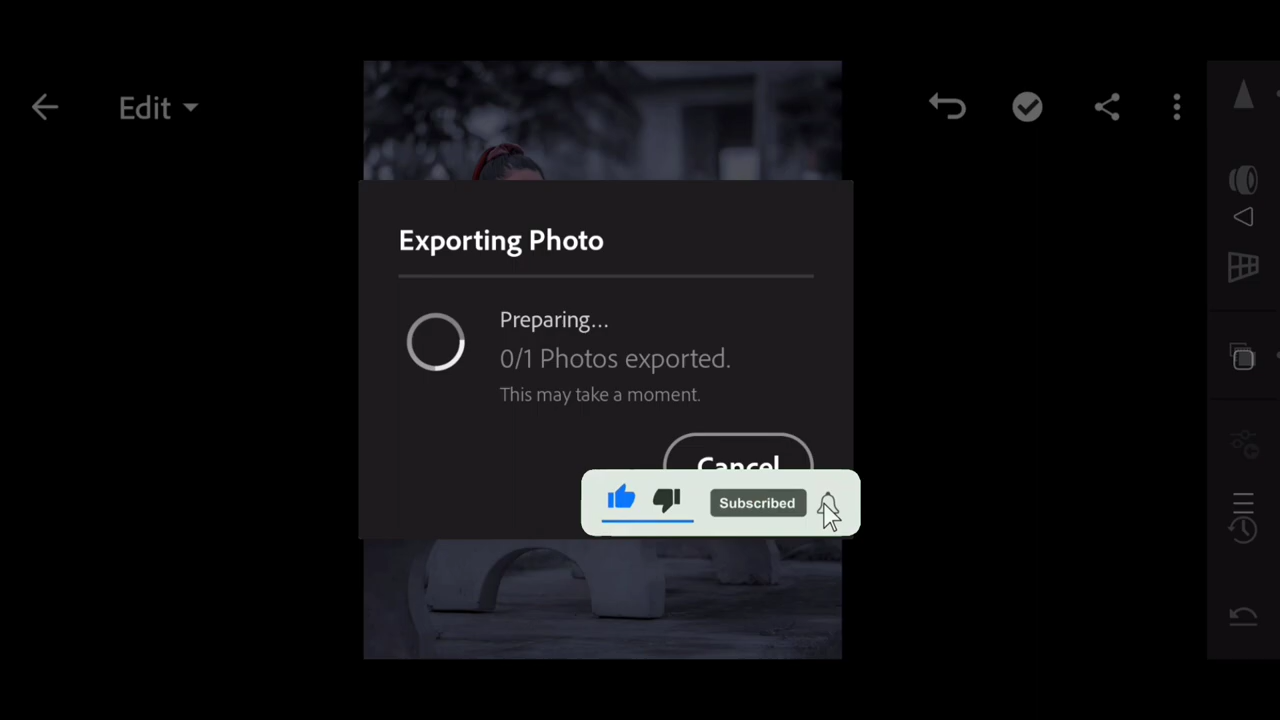 Edit
Exporting Photo
Preparing...
0/1 Photos exported.
This may take a moment.
Cancel
Subscribed